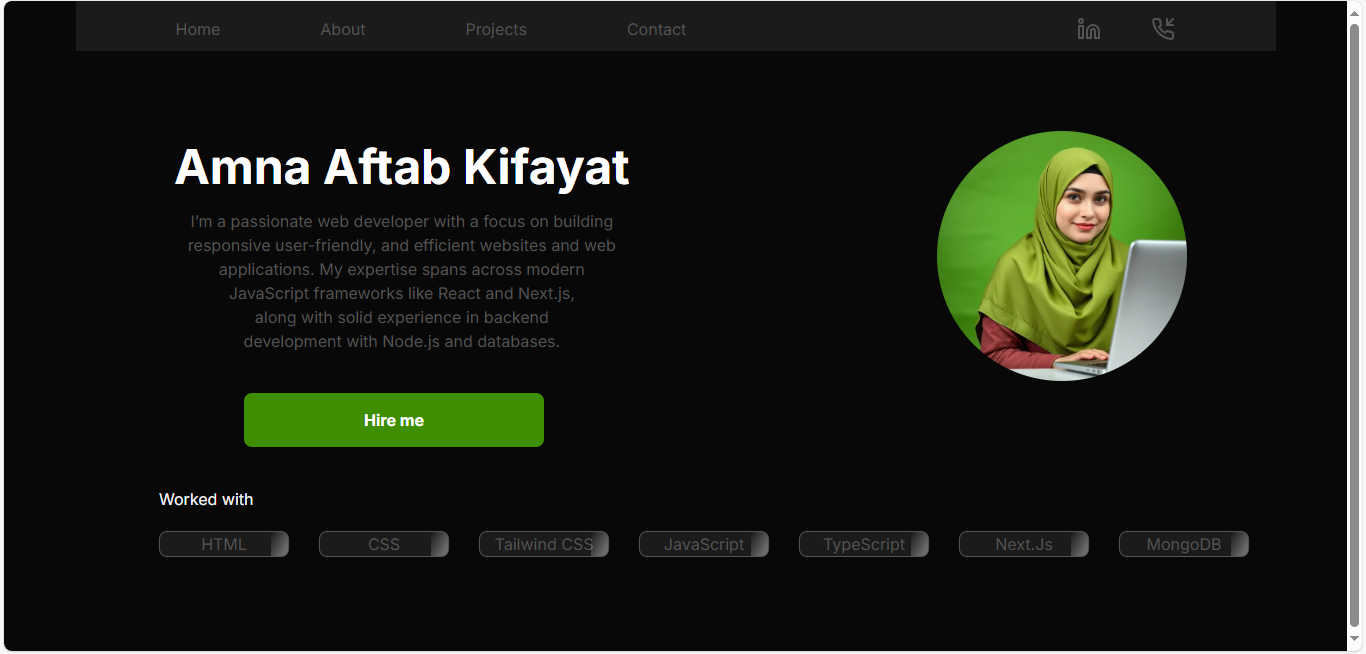 Home About Projects Contact
Amna Aftab Kifayat
I'm a passionate web developer with a focus on building
responsive user-friendly, and efficient websites and web
applications. My expertise spans across modern
JavaScript frameworks like React and Next.js,
along with solid experience in backend
development with Node.js and databases.
Hire me
Worked with
HTML CSS Tailwind CSS JavaScript TypeScript Next.Js MongoDB